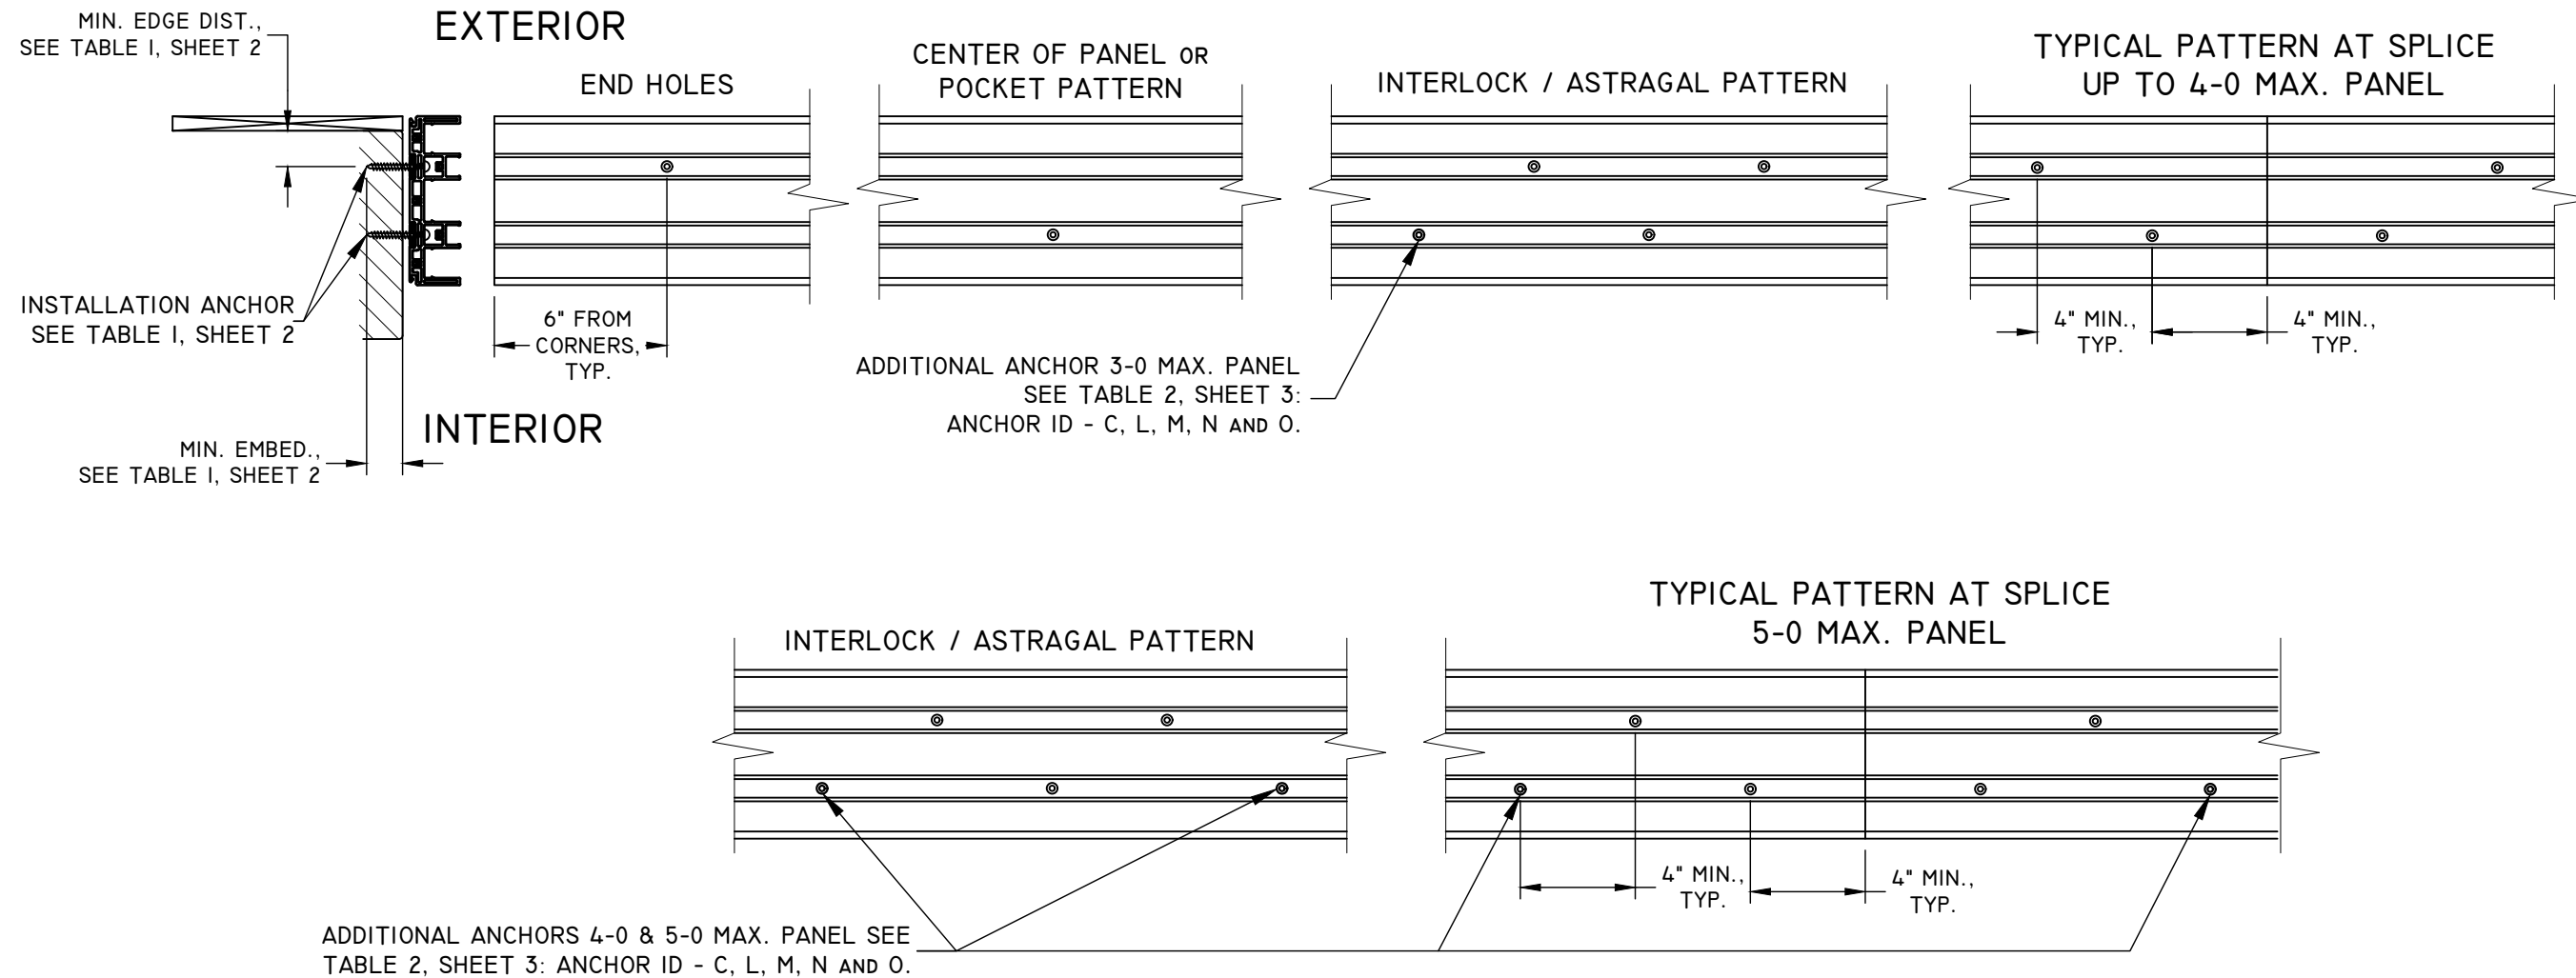 MIN. EDGE DIST.,
SEE TABLE 1, SHEET 2
EXTERIOR
END HOLES
CENTER OF PANEL OR
POCKET PATTERN
INTERLOCK / ASTRAGAL PATTERN
TYPICAL PATTERN AT SPLICE
UP TO 4-0 MAX. PANEL
INSTALLATION ANCHOR
SEE TABLE 1, SHEET 2
6" FROM
CORNERS,
TYP.
4" MIN.,
TYP.
4" MIN.,
TYP.
ADDITIONAL ANCHOR 3-0 MAX. PANEL
SEE TABLE 2, SHEET 3:
ANCHOR ID - C, L, M, N AND O.
INTERIOR
MIN. EMBED.,
SEE TABLE 1, SHEET 2
INTERLOCK / ASTRAGAL PATTERN
TYPICAL PATTERN AT SPLICE
5-0 MAX. PANEL
4" MIN.,
TYP.
4" MIN.,
TYP.
ADDITIONAL ANCHORS 4-0 & 5-0 MAX. PANEL SEE
TABLE 2, SHEET 3: ANCHOR ID - C, L, M, N AND O.